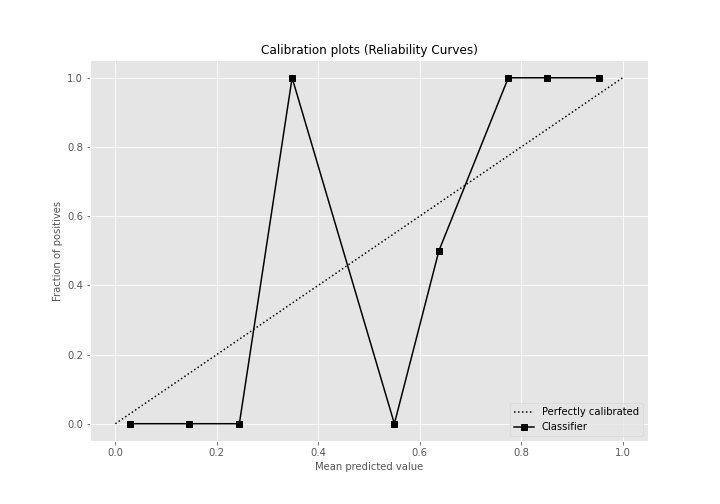 Calibration plots (Reliability Curves)
1.0
0.8
0.6
0.4
0.2
0.0
Fraction of positives
0.0 0.2 0.4 0.6 0.8 1.0
Mean predicted value
Perfectly calibrated
Classifier